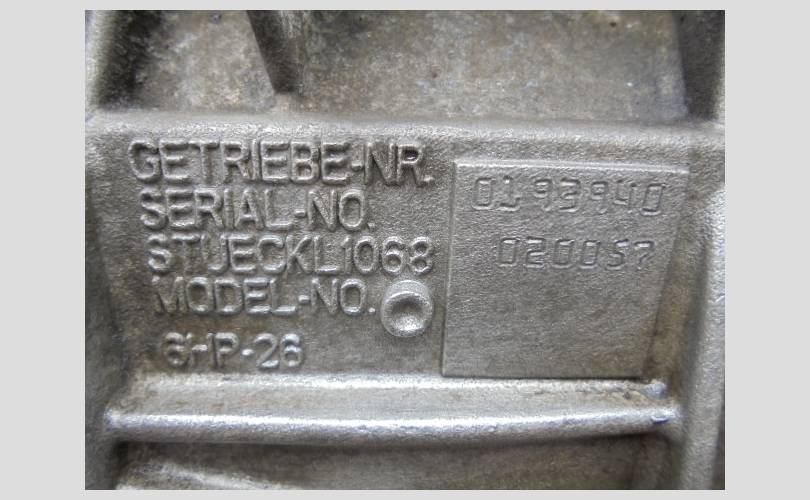 GETRIEBE-NR.
SERIAL-NO. 0193940
STUECKL1068 020057
MODEL-NO.
6HP-26